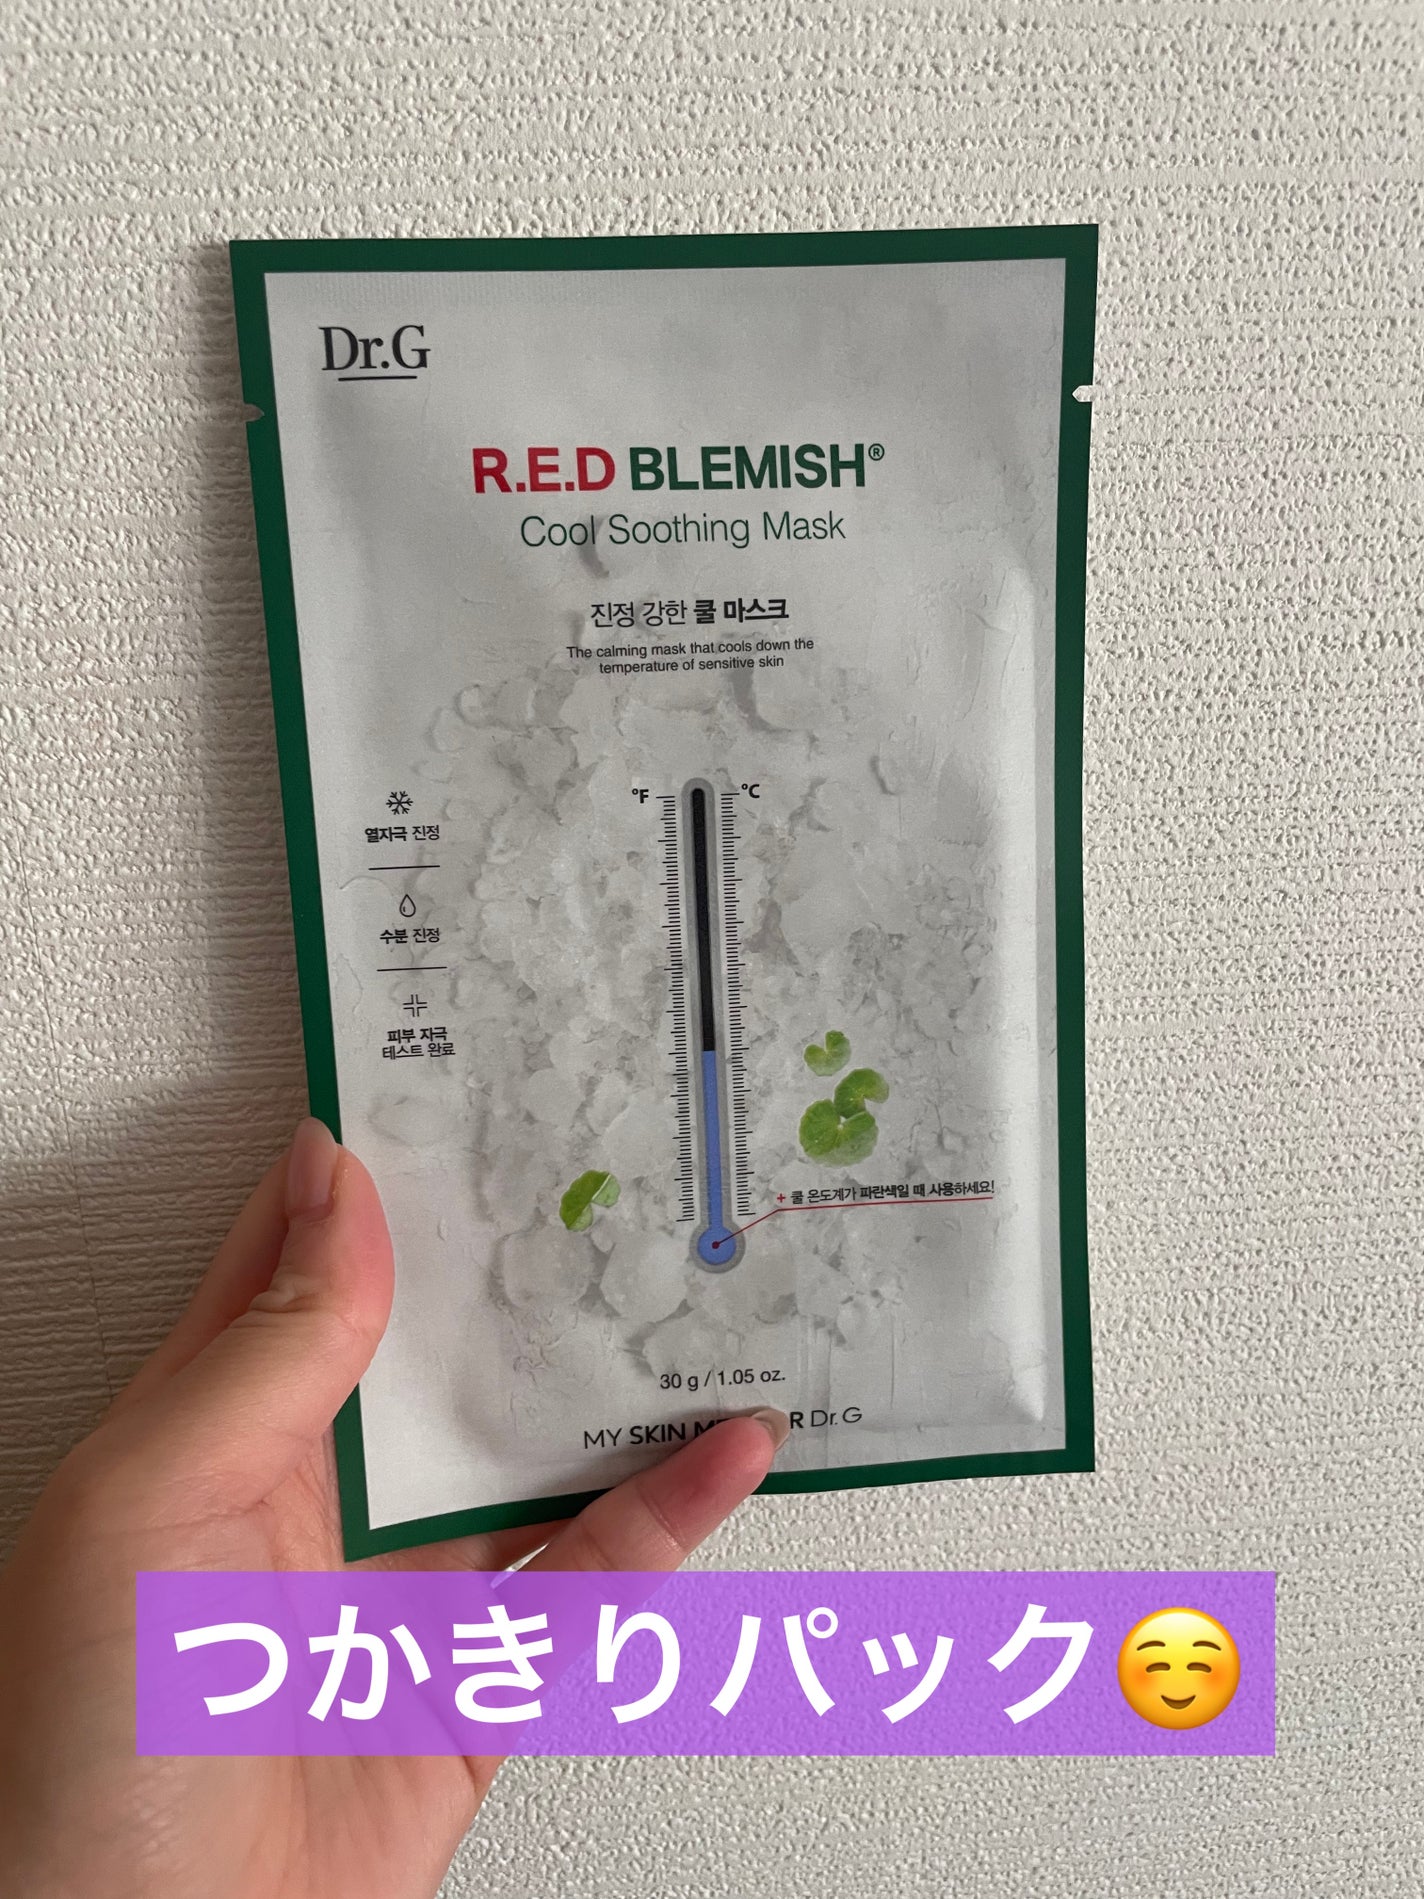 Dr.G
R.E.D BLEMISH®
Cool Soothing Mask
진정 강한 쿨 마스크
The calming mask that cools down the
temperature of sensitive skin
°F °C
열자극 진정
수분 진정
피부 자극
테스트 완료
+ 쿨 온도계가 파란색일 때 사용하세요!
30 g / 1.05 oz.
MY SKIN Dr.G
つかきりパック☺️